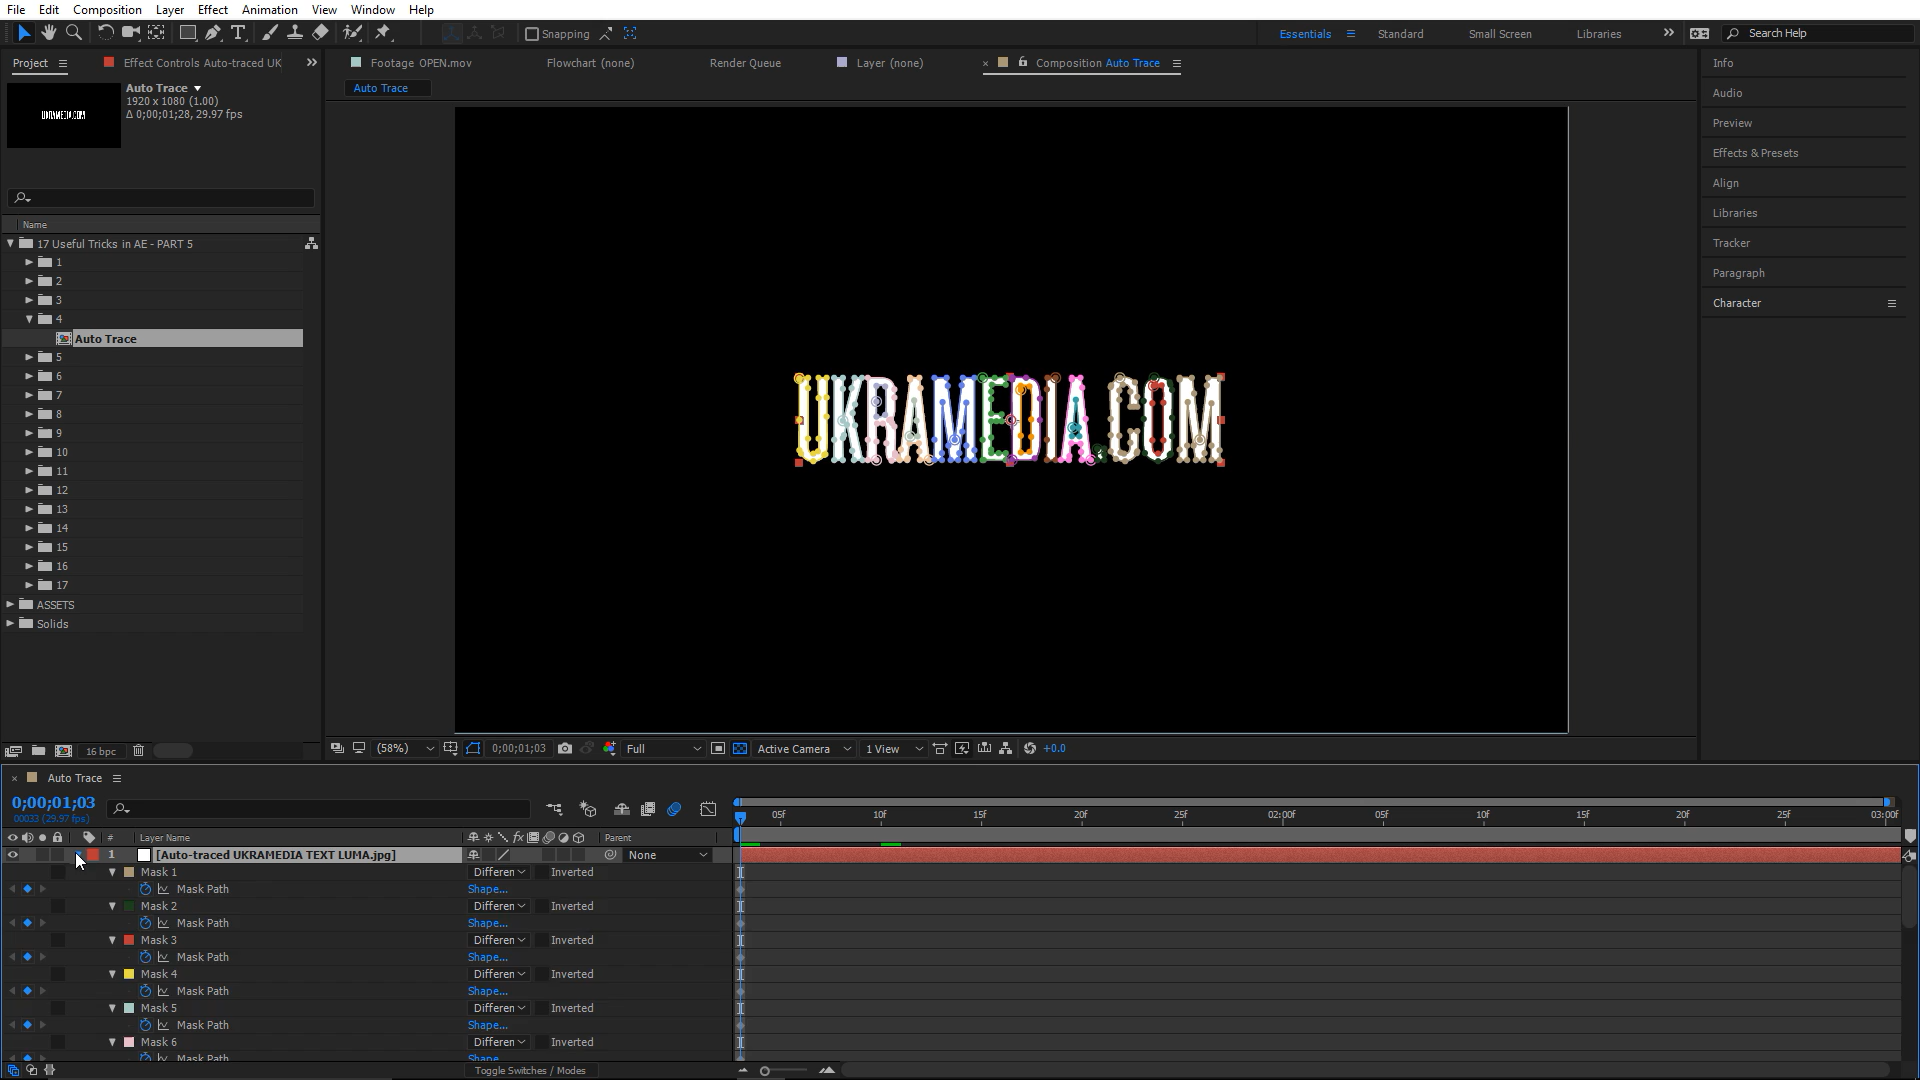 File Edit Composition Layer Effect Animation View Window Help
Snapping Essentials Standard Small Screen Libraries Search Help
Project Effect Controls Auto-traced UK Footage OPEN.mov Flowchart (none) Render Queue Layer (none) Composition Auto Trace Info
Auto Trace
1920 x 1080 (1.00)
Δ 0;00;01;28, 29.97 fps
UKRAMEDIA.COM
Auto Trace
Audio
Preview
Effects & Presets
Align
Libraries
Tracker
Paragraph
Character
Name
17 Useful Tricks in AE - PART 5
1
2
3
4
Auto Trace
5
6
7
8
9
10
11
12
13
14
15
16
17
ASSETS
Solids
UKRAMEDIA.COM
16 bpc (58%) 0;00;01;03 Full Active Camera 1 View +0.0
Auto Trace
0;00;01;03
00033 (29.97 fps)
05f 10f 15f 20f 25f 02:00f 05f 10f 15f 20f 25f 03:00f
# Layer Name fx Parent
1 [Auto-traced UKRAMEDIA TEXT LUMA.jpg] None
Mask 1 Differen Inverted
Mask Path Shape...
Mask 2 Differen Inverted
Mask Path Shape...
Mask 3 Differen Inverted
Mask Path Shape...
Mask 4 Differen Inverted
Mask Path Shape...
Mask 5 Differen Inverted
Mask Path Shape...
Mask 6 Differen Inverted
Mask Path Shape
Toggle Switches / Modes